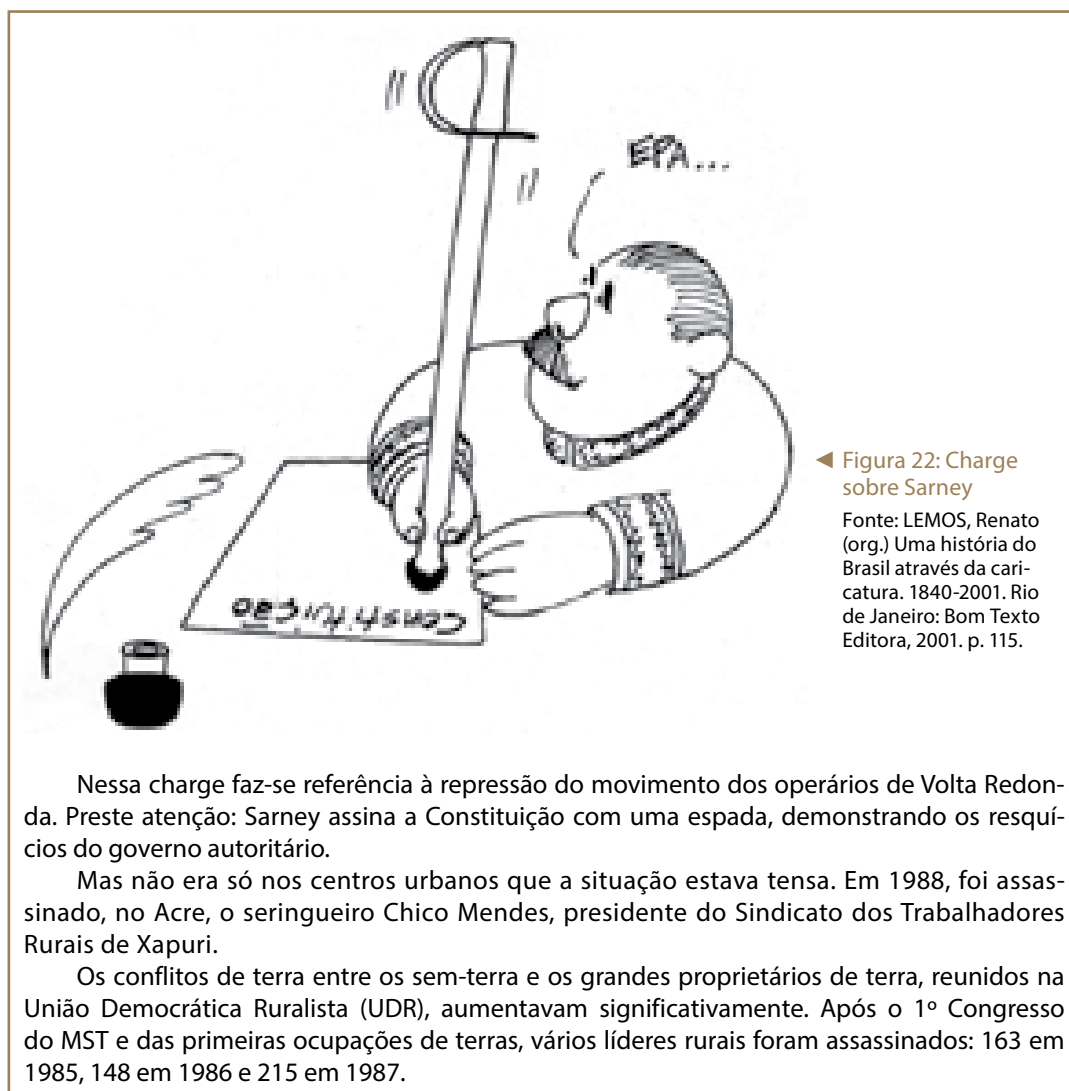 EPA...
Constituição
◄ Figura 22: Charge
sobre Sarney
Fonte: LEMOS, Renato
(org.) Uma história do
Brasil através da cari-
catura. 1840-2001. Rio
de Janeiro: Bom Texto
Editora, 2001. p. 115.
Nessa charge faz-se referência à repressão do movimento dos operários de Volta Redon-
da. Preste atenção: Sarney assina a Constituição com uma espada, demonstrando os resquí-
cios do governo autoritário.
Mas não era só nos centros urbanos que a situação estava tensa. Em 1988, foi assas-
sinado, no Acre, o seringueiro Chico Mendes, presidente do Sindicato dos Trabalhadores
Rurais de Xapuri.
Os conflitos de terra entre os sem-terra e os grandes proprietários de terra, reunidos na
União Democrática Ruralista (UDR), aumentavam significativamente. Após o 1º Congresso
do MST e das primeiras ocupações de terras, vários líderes rurais foram assassinados: 163 em
1985, 148 em 1986 e 215 em 1987.